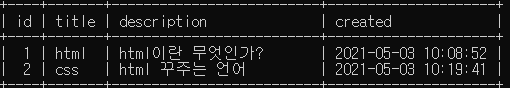 | id | title | description | created |
| 1 | html | html이란 무엇인가? | 2021-05-03 10:08:52 |
| 2 | css | html 꾸주는 언어 | 2021-05-03 10:19:41 |